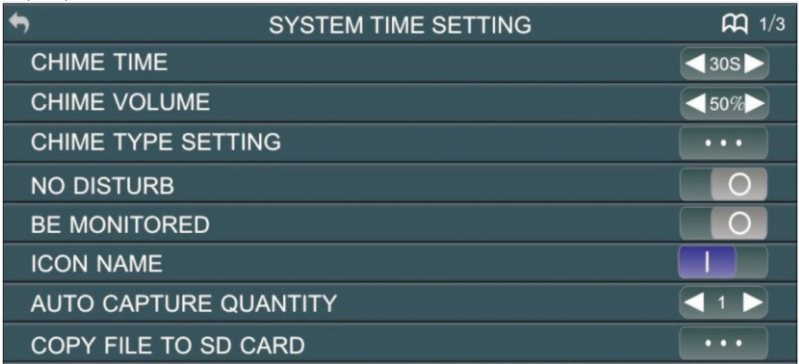 SYSTEM TIME SETTING 1/3
CHIME TIME 30S
CHIME VOLUME 50%
CHIME TYPE SETTING ...
NO DISTURB
BE MONITORED
ICON NAME
AUTO CAPTURE QUANTITY 1
COPY FILE TO SD CARD ...